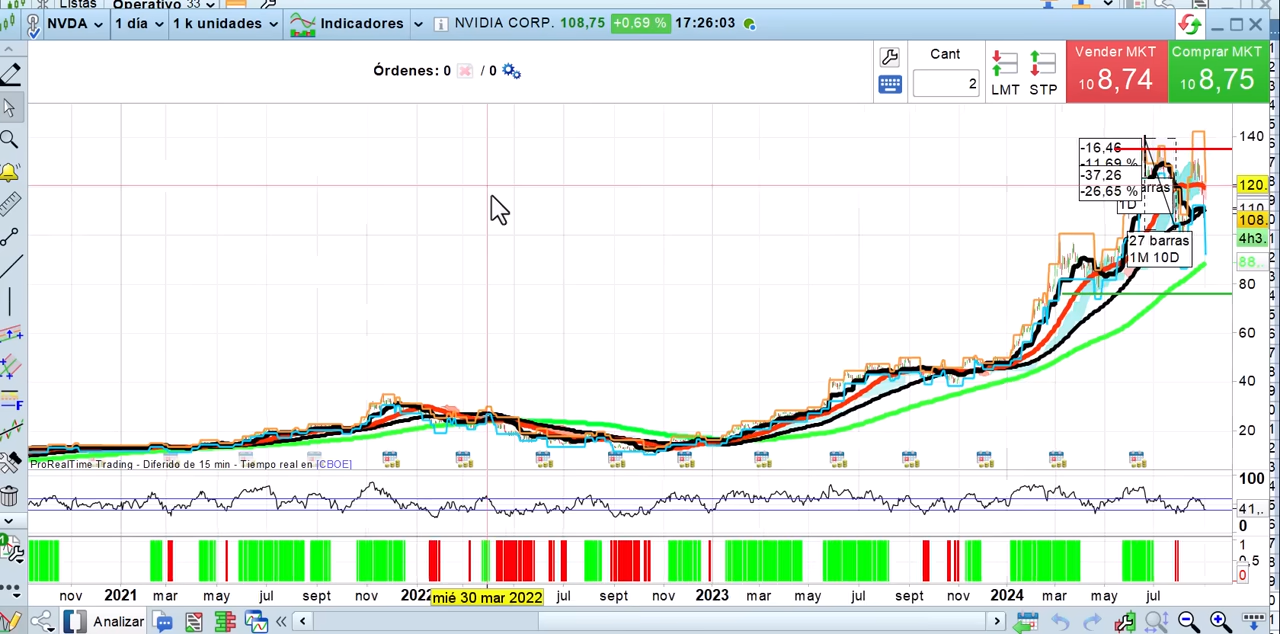 Listas Operativo 33
NVDA 1 día 1 k unidades Indicadores NVIDIA CORP. 108,75 +0,69 % 17:26:03
Órdenes: 0 / 0
Cant
2
LMT STP
Vender MKT
10 8,74
Comprar MKT
10 8,75
140
120.
110
108.
4h3.
88..
80
60
40
20
-16,46
-11,69 %
-37,26
-26,65 %
barras
1D
27 barras
1M 10D
ProRealTime Trading - Diferido de 15 min - Tiempo real en [CBOE]
100
41,.
0
1
0,5
0
nov 2021 mar may jul sept nov 2022 mié 30 mar 2022 jul sept nov 2023 mar may jul sept nov 2024 mar may jul
Analizar